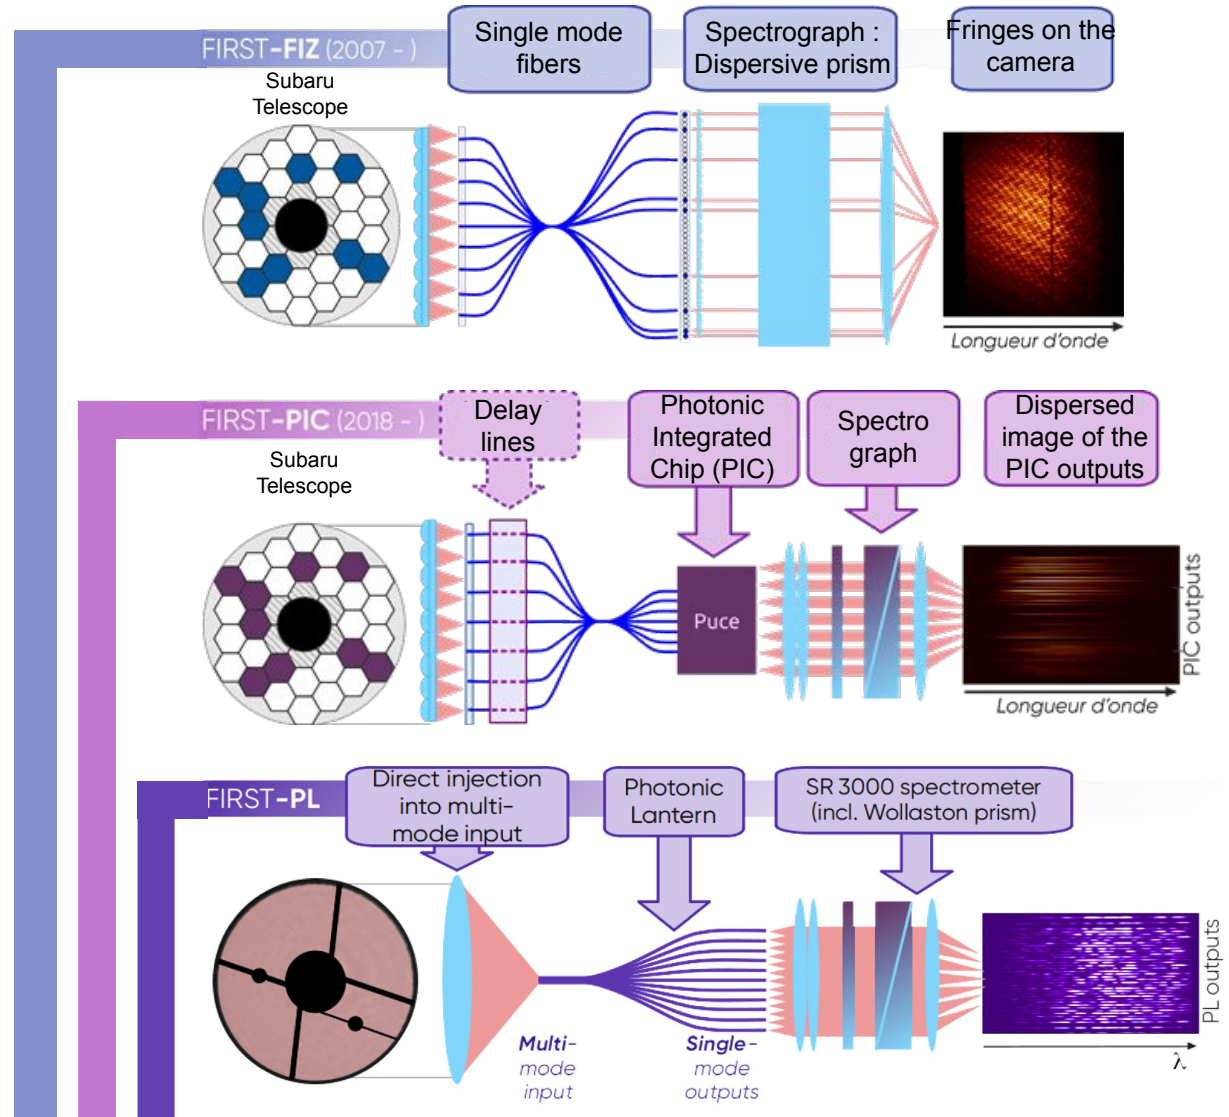 FIRST-FIZ (2007 - )
Single mode
fibers
Spectrograph :
Dispersive prism
Fringes on the
camera
Subaru
Telescope
Longueur d'onde
FIRST-PIC (2018 - )
Delay
lines
Photonic
Integrated
Chip (PIC)
Spectro
graph
Dispersed
image of the
PIC outputs
Subaru
Telescope
Puce
PIC outputs
Longueur d'onde
FIRST-PL
Direct injection
into multi-
mode input
Photonic
Lantern
SR 3000 spectrometer
(incl. Wollaston prism)
Multi-
mode
input
Single-
mode
outputs
PL outputs
λ